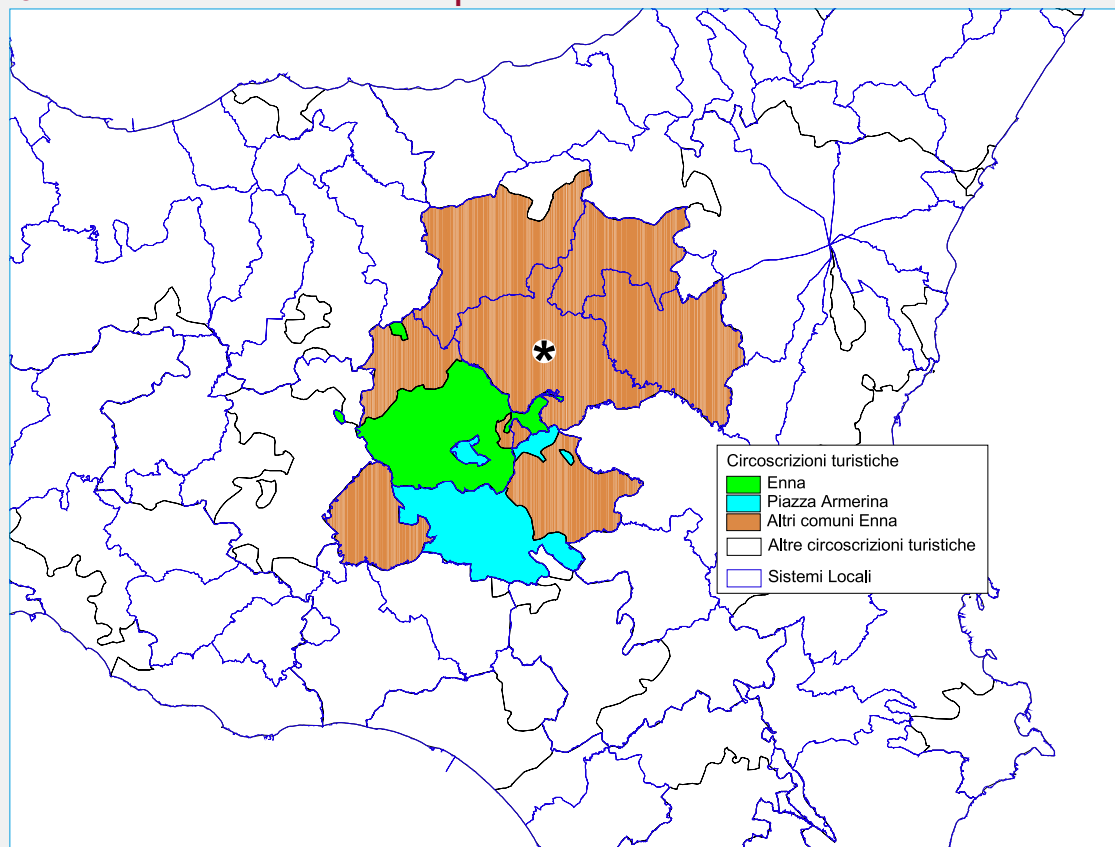 Circoscrizioni turistiche
Enna
Piazza Armerina
Altri comuni Enna
Altre circoscrizioni turistiche
Sistemi Locali
*